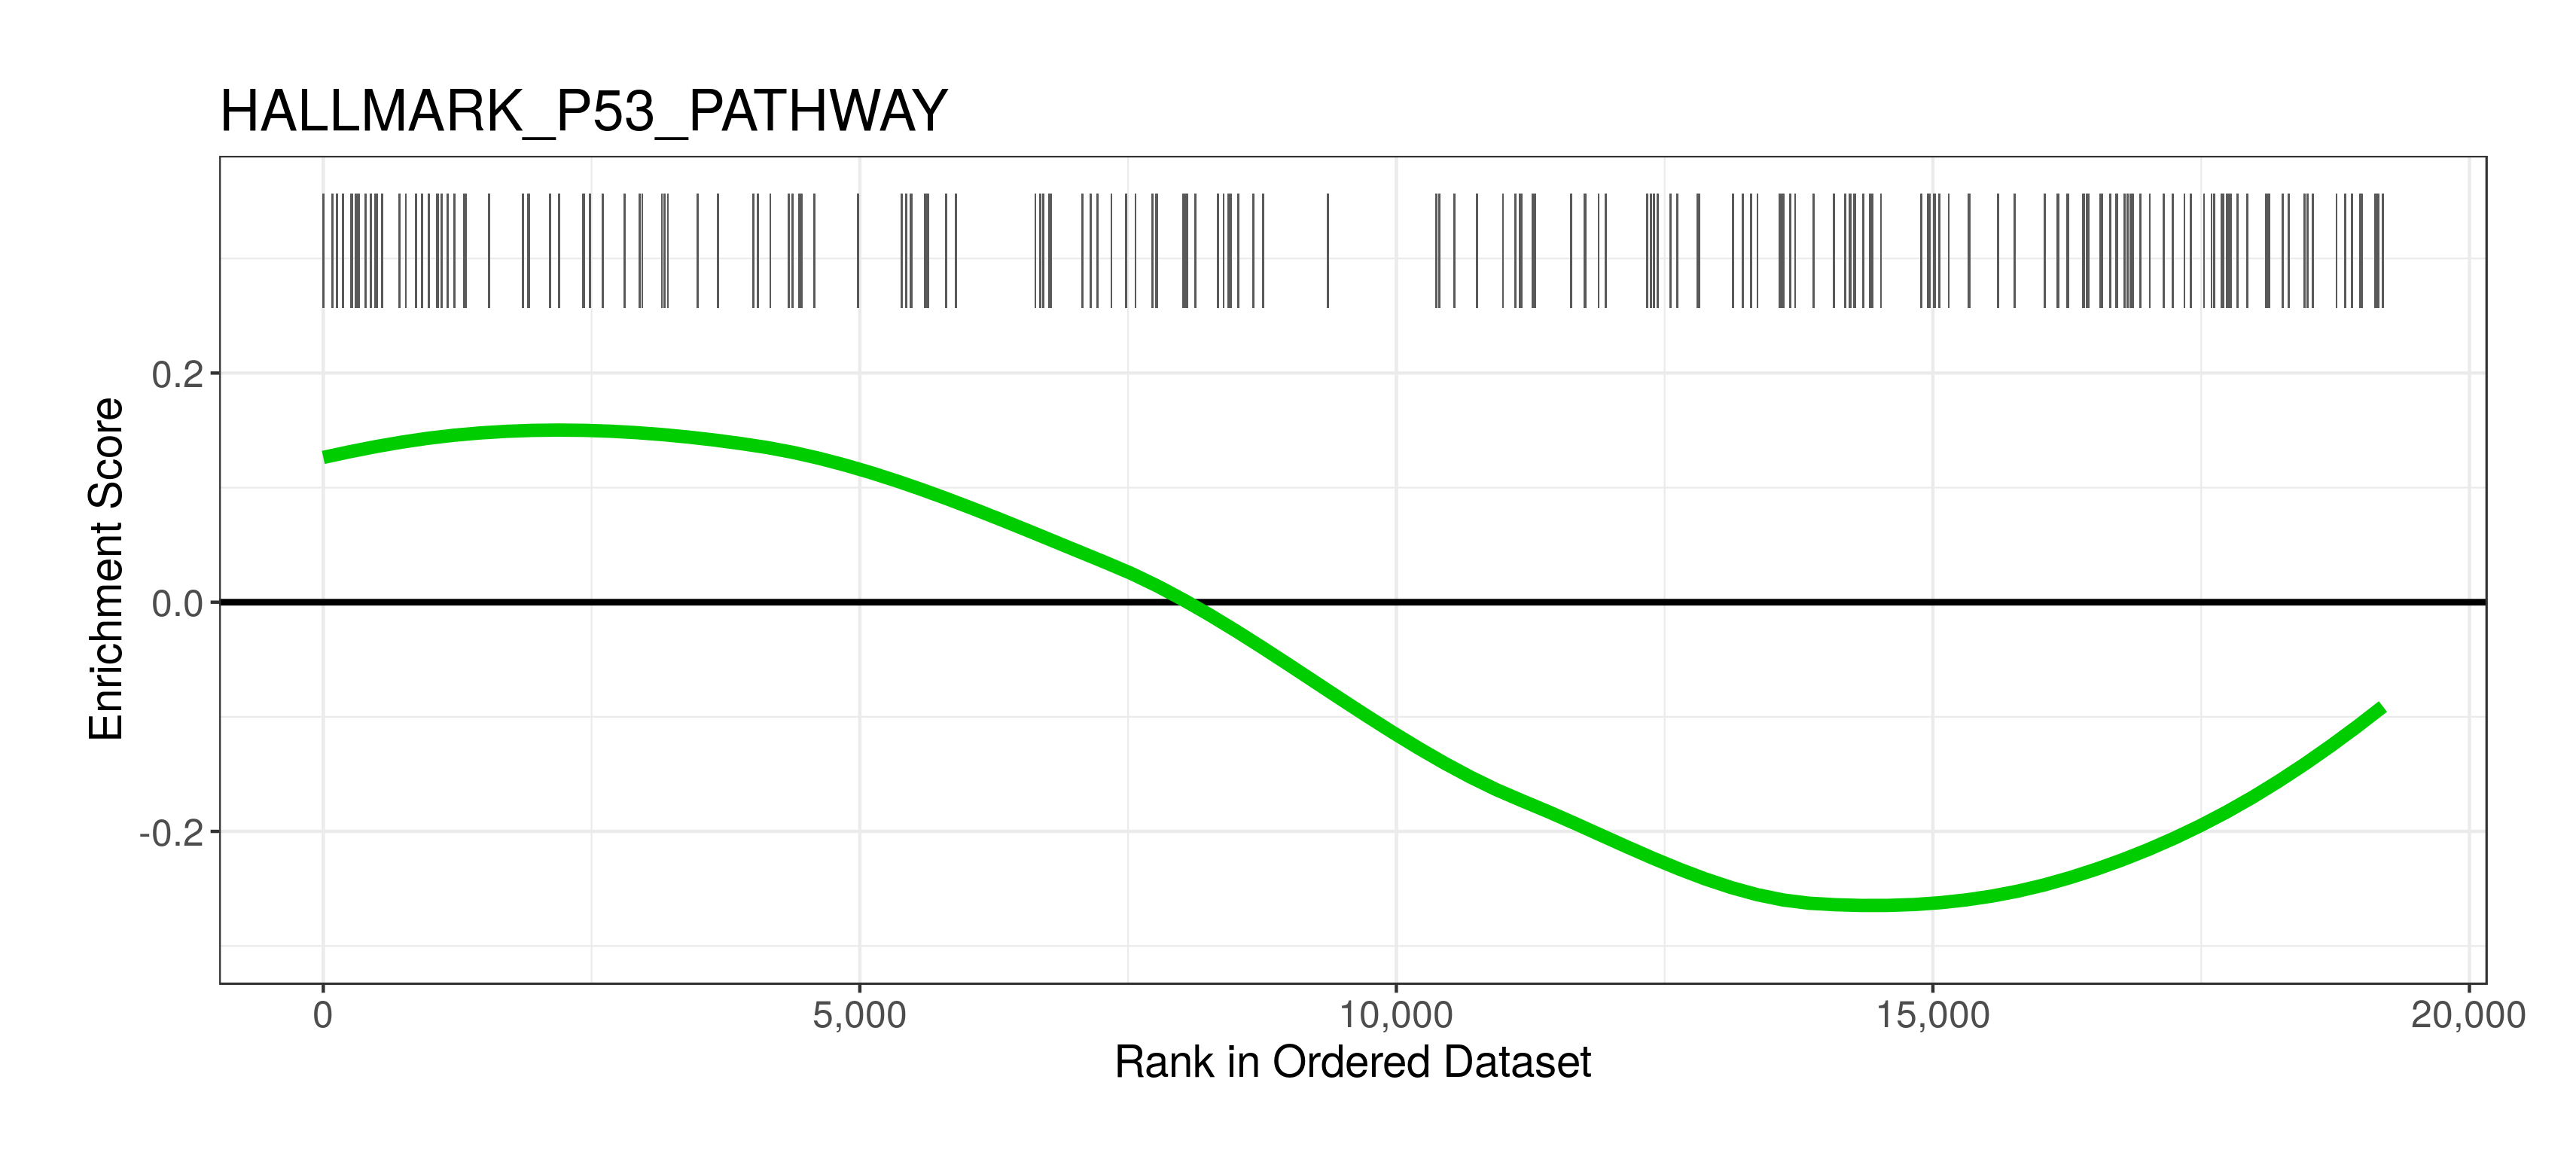 HALLMARK_P53_PATHWAY
Enrichment Score
0.2
0.0
-0.2
0 5,000 10,000 15,000 20,000
Rank in Ordered Dataset